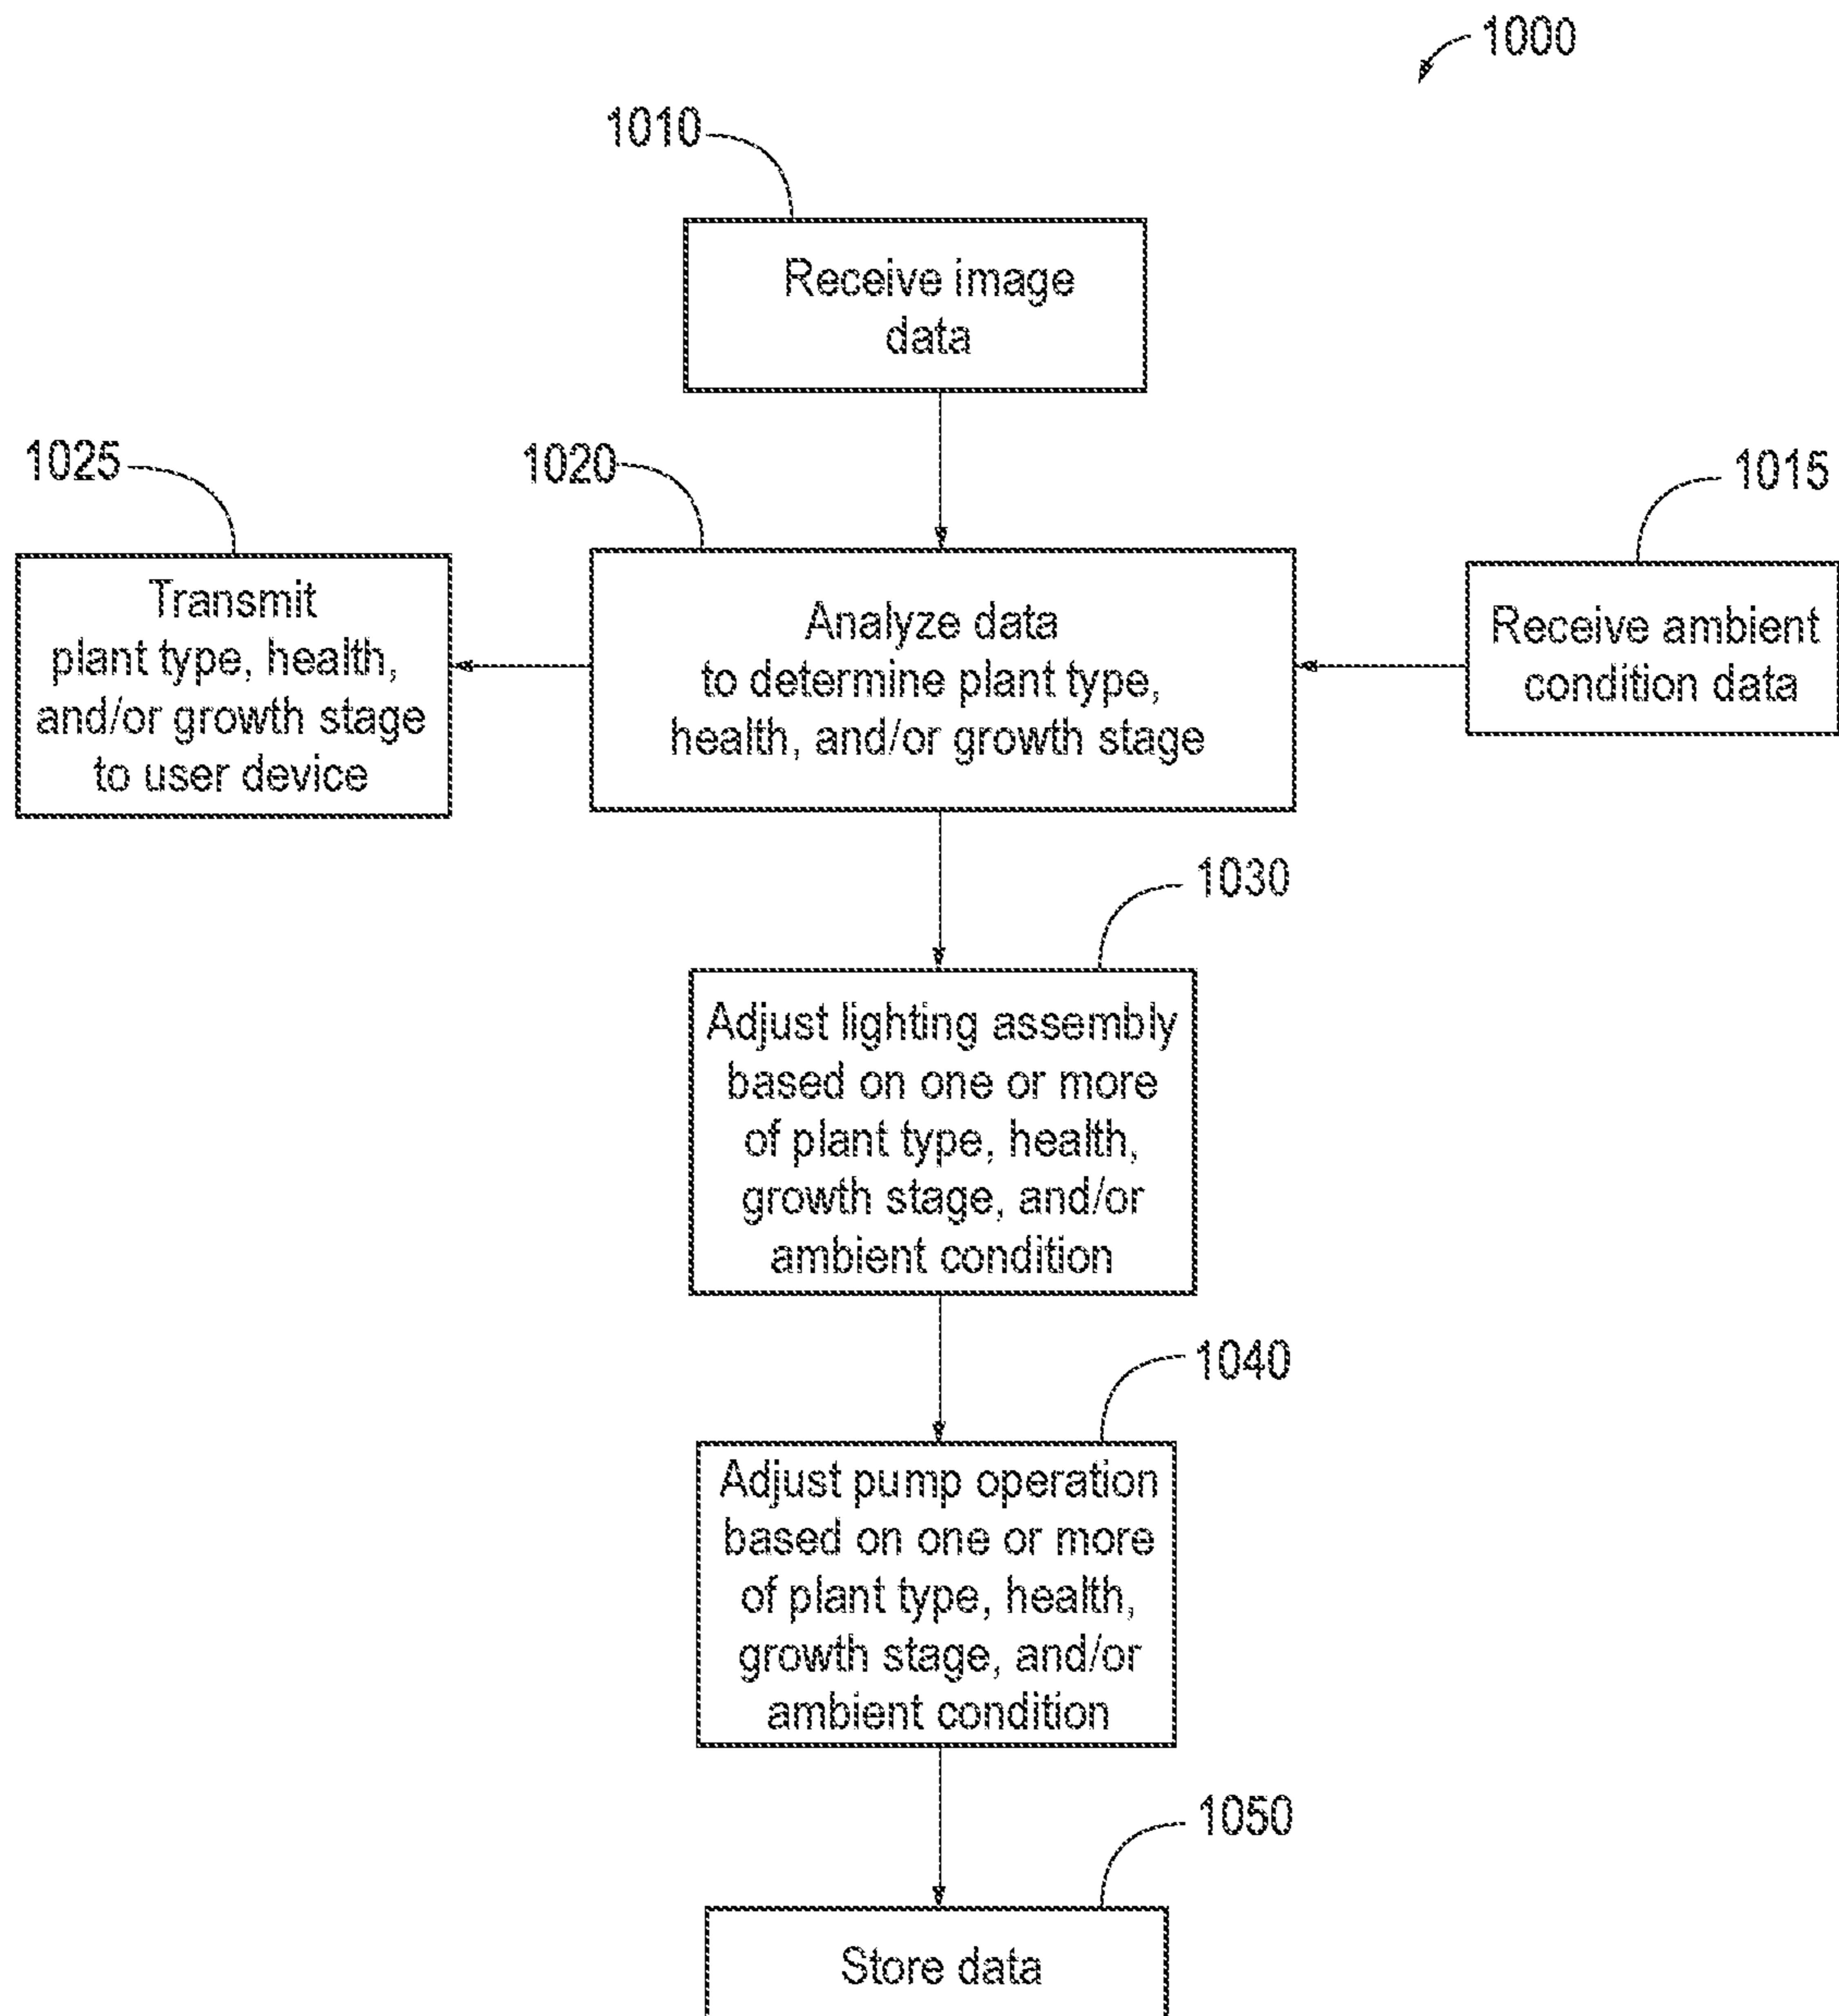 1000
1010
Receive image
data
1025
1020
1015
Transmit
plant type, health,
and/or growth stage
to user device
Analyze data
to determine plant type,
health, and/or growth stage
Receive ambient
condition data
1030
Adjust lighting assembly
based on one or more
of plant type, health,
growth stage, and/or
ambient condition
1040
Adjust pump operation
based on one or more
of plant type, health,
growth stage, and/or
ambient condition
1050
Store data